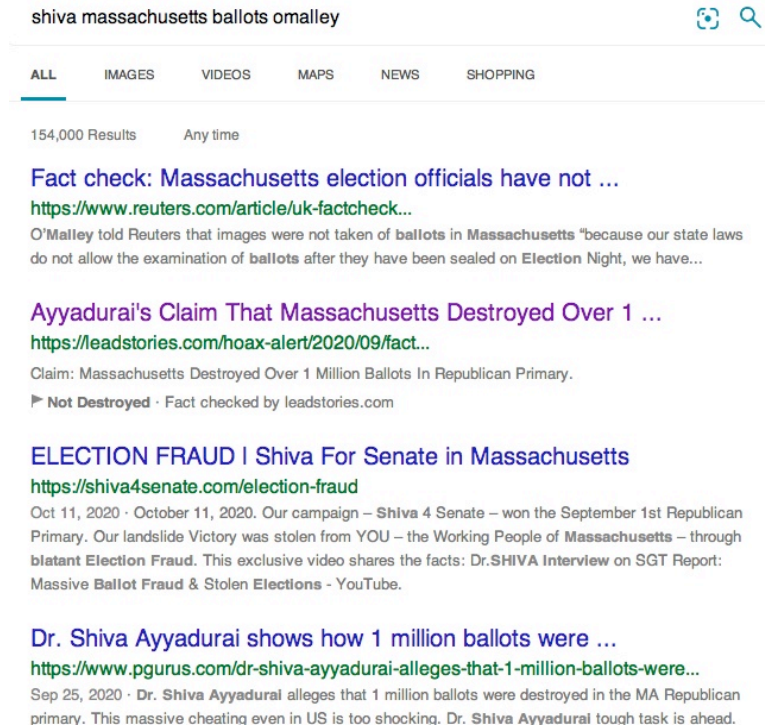 shiva massachusetts ballots omalley
ALL IMAGES VIDEOS MAPS NEWS SHOPPING
154,000 Results Any time
Fact check: Massachusetts election officials have not ...
https://www.reuters.com/article/uk-factcheck...
O’Malley told Reuters that images were not taken of ballots in Massachusetts “because our state laws
do not allow the examination of ballots after they have been sealed on Election Night, we have...
Ayyadurai's Claim That Massachusetts Destroyed Over 1 ...
https://leadstories.com/hoax-alert/2020/09/fact...
Claim: Massachusetts Destroyed Over 1 Million Ballots In Republican Primary.
Not Destroyed · Fact checked by leadstories.com
ELECTION FRAUD | Shiva For Senate in Massachusetts
https://shiva4senate.com/election-fraud
Oct 11, 2020 · October 11, 2020. Our campaign – Shiva 4 Senate – won the September 1st Republican
Primary. Our landslide Victory was stolen from YOU – the Working People of Massachusetts – through
blatant Election Fraud. This exclusive video shares the facts: Dr.SHIVA Interview on SGT Report:
Massive Ballot Fraud & Stolen Elections - YouTube.
Dr. Shiva Ayyadurai shows how 1 million ballots were ...
https://www.pgurus.com/dr-shiva-ayyadurai-alleges-that-1-million-ballots-were...
Sep 25, 2020 · Dr. Shiva Ayyadurai alleges that 1 million ballots were destroyed in the MA Republican
primary. This massive cheating even in US is too shocking. Dr. Shiva Ayyadurai tough task is ahead.